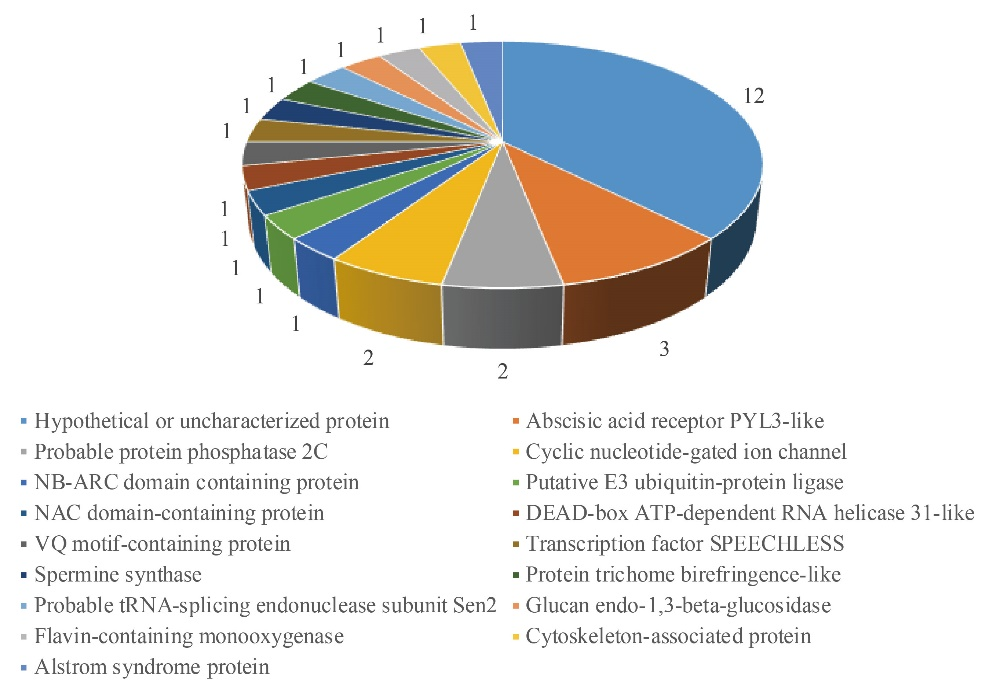 1
1
1
1
1
1
1
1
12
1
1
1
1
1
2
2
3
Hypothetical or uncharacterized protein
Abscisic acid receptor PYL3-like
Probable protein phosphatase 2C
Cyclic nucleotide-gated ion channel
NB-ARC domain containing protein
Putative E3 ubiquitin-protein ligase
NAC domain-containing protein
DEAD-box ATP-dependent RNA helicase 31-like
VQ motif-containing protein
Transcription factor SPEECHLESS
Spermine synthase
Protein trichome birefringence-like
Probable tRNA-splicing endonuclease subunit Sen2
Glucan endo-1,3-beta-glucosidase
Flavin-containing monooxygenase
Cytoskeleton-associated protein
Alstrom syndrome protein